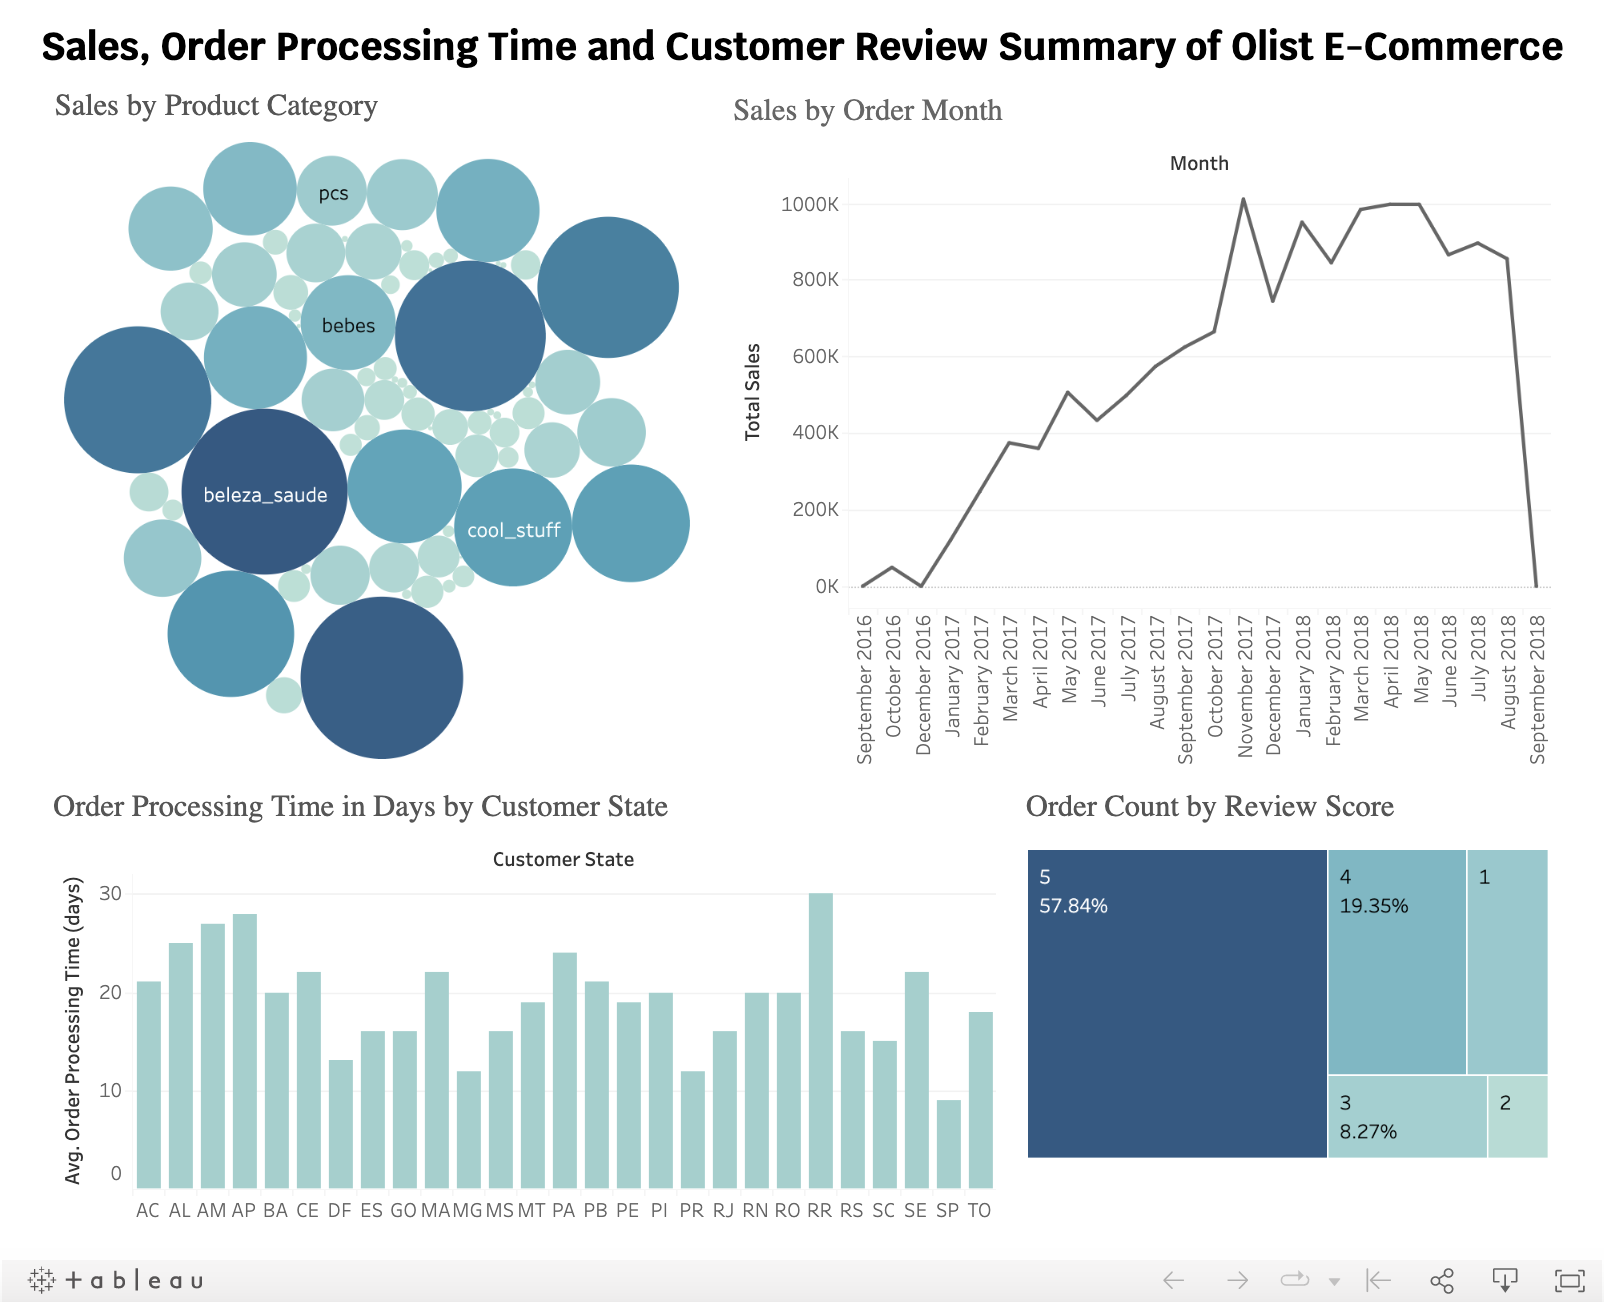 Sales, Order Processing Time and Customer Review Summary of Olist E-Commerce
Sales by Product Category
pcs
bebes
beleza_saude
cool_stuff
Sales by Order Month
Month
Total Sales
1000K
800K
600K
400K
200K
0K
September 2016
October 2016
December 2016
January 2017
February 2017
March 2017
April 2017
May 2017
June 2017
July 2017
August 2017
September 2017
October 2017
November 2017
December 2017
January 2018
February 2018
March 2018
April 2018
May 2018
June 2018
July 2018
August 2018
September 2018
Order Processing Time in Days by Customer State
Customer State
Avg. Order Processing Time (days)
30
20
10
0
AC AL AM AP BA CE DF ES GO MA MG MS MT PA PB PE PI PR RJ RN RO RR RS SC SE SP TO
Order Count by Review Score
5
57.84%
4
19.35%
1
3
8.27%
2
+ a b | e a u